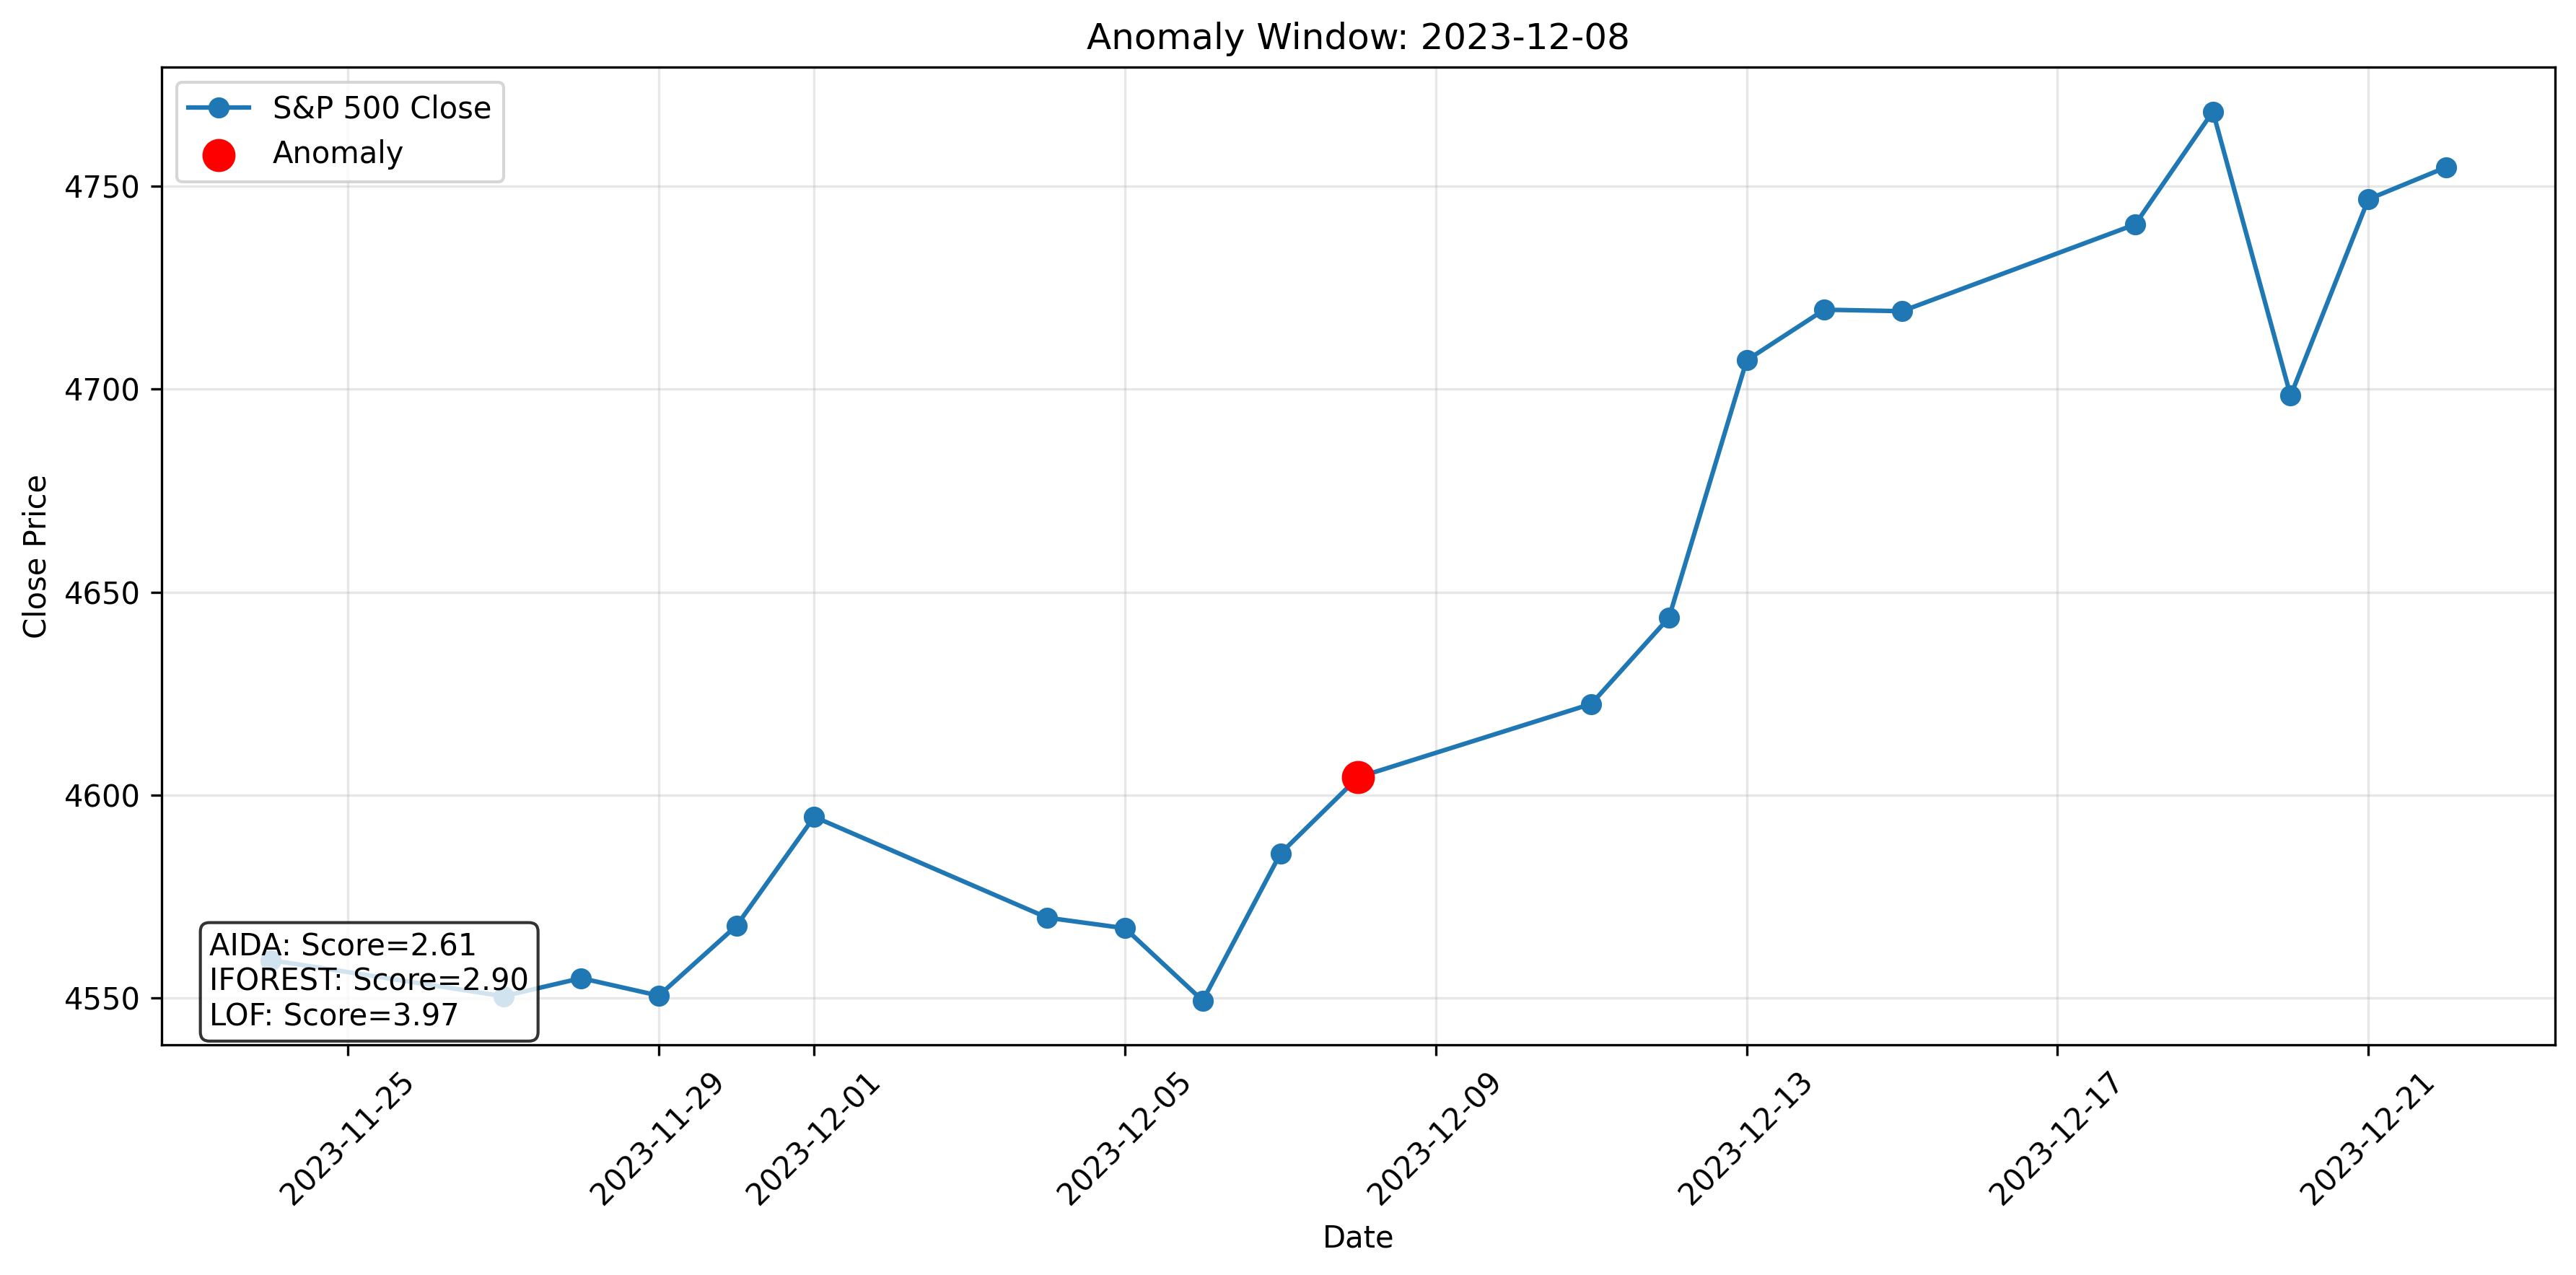 Anomaly Window: 2023-12-08
S&P 500 Close
Anomaly
4750
4700
4650
4600
4550
Close Price
AIDA: Score=2.61
IFOREST: Score=2.90
LOF: Score=3.97
2023-11-25
2023-11-29
2023-12-01
2023-12-05
2023-12-09
2023-12-13
2023-12-17
2023-12-21
Date